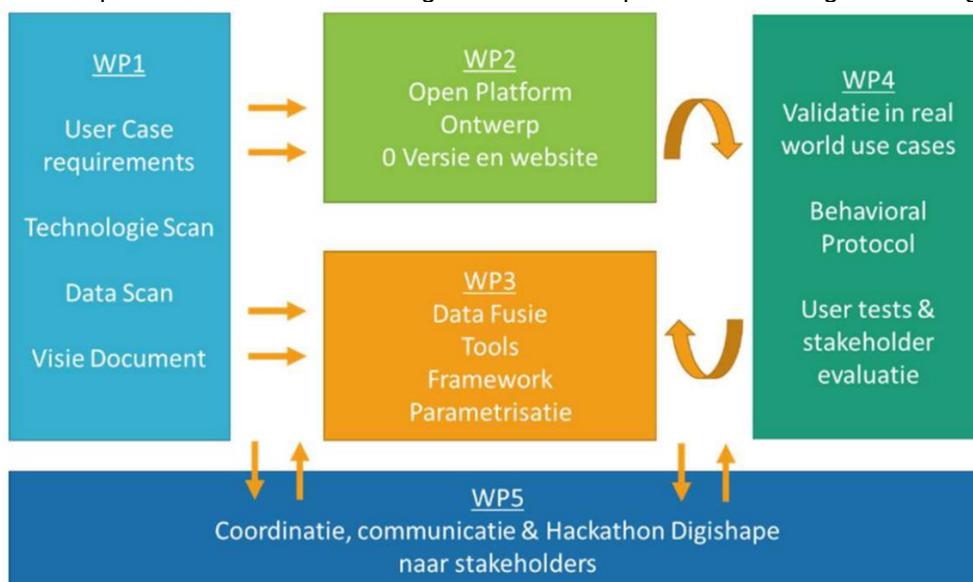 WP1
User Case
requirements
Technologie Scan
Data Scan
Visie Document
WP2
Open Platform
Ontwerp
0 Versie en website
WP3
Data Fusie
Tools
Framework
Parametrisatie
WP4
Validatie in real
world use cases
Behavioral
Protocol
User tests &
stakeholder
evaluatie
WP5
Coordinatie, communicatie & Hackathon Digishape
naar stakeholders